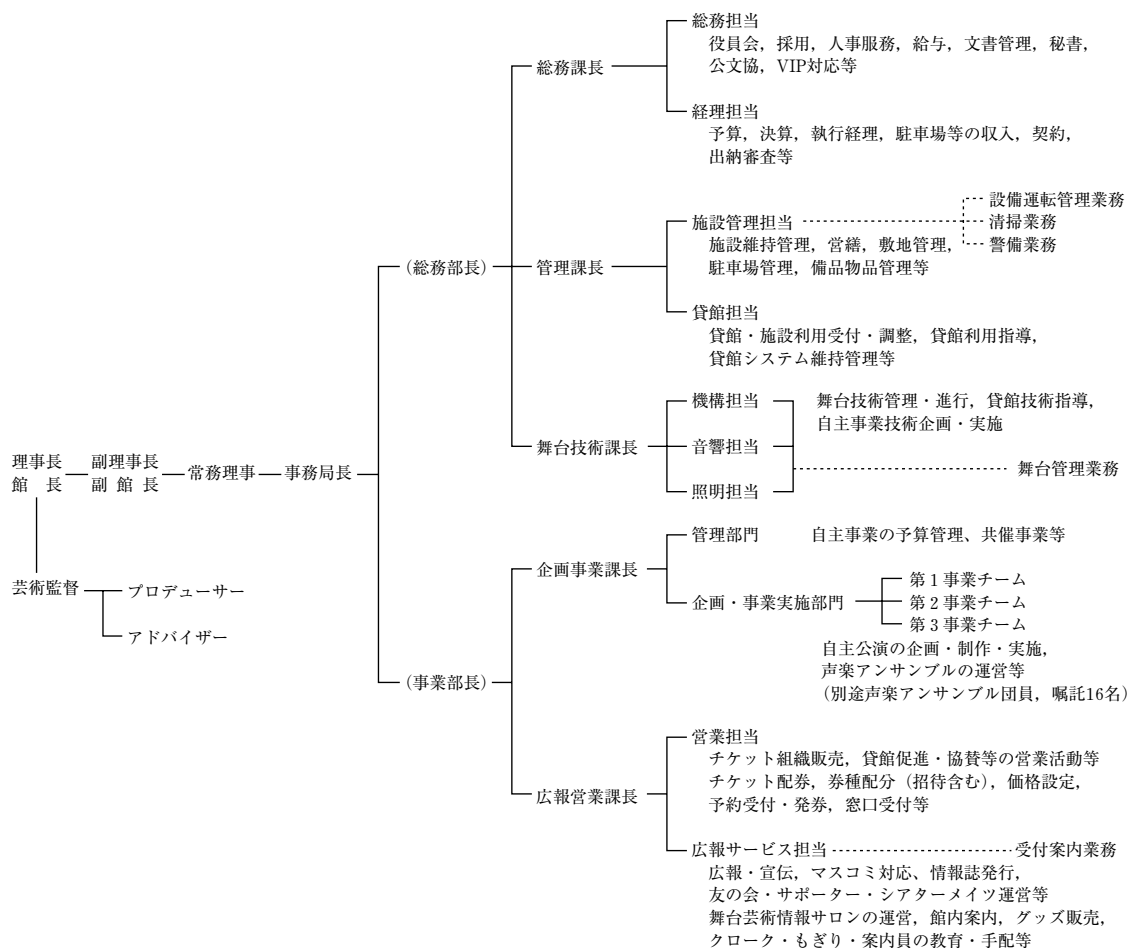 総務担当
役員会，採用，人事服務，給与，文書管理，秘書，
公文協，VIP対応等
総務課長
経理担当
予算，決算，執行経理，駐車場等の収入，契約，
出納審査等
設備運転管理業務
施設管理担当
清掃業務
施設維持管理，営繕，敷地管理，
警備業務
駐車場管理，備品物品管理等
(総務部長)
管理課長
貸館担当
貸館・施設利用受付・調整，貸館利用指導，
貸館システム維持管理等
機構担当
舞台技術管理・進行，貸館技術指導，
自主事業技術企画・実施
舞台技術課長
音響担当
舞台管理業務
照明担当
理事長
館　長
副理事長
副 館 長
常務理事
事務局長
芸術監督
プロデューサー
アドバイザー
管理部門
自主事業の予算管理、共催事業等
企画事業課長
企画・事業実施部門
第１事業チーム
第２事業チーム
第３事業チーム
自主公演の企画・制作・実施，
声楽アンサンブルの運営等
(別途声楽アンサンブル団員，嘱託16名)
(事業部長)
営業担当
チケット組織販売，貸館促進・協賛等の営業活動等
チケット配券，券種配分（招待含む），価格設定，
予約受付・発券，窓口受付等
広報営業課長
広報サービス担当
受付案内業務
広報・宣伝，マスコミ対応、情報誌発行，
友の会・サポーター・シアターメイツ運営等
舞台芸術情報サロンの運営，館内案内，グッズ販売，
クローク・もぎり・案内員の教育・手配等